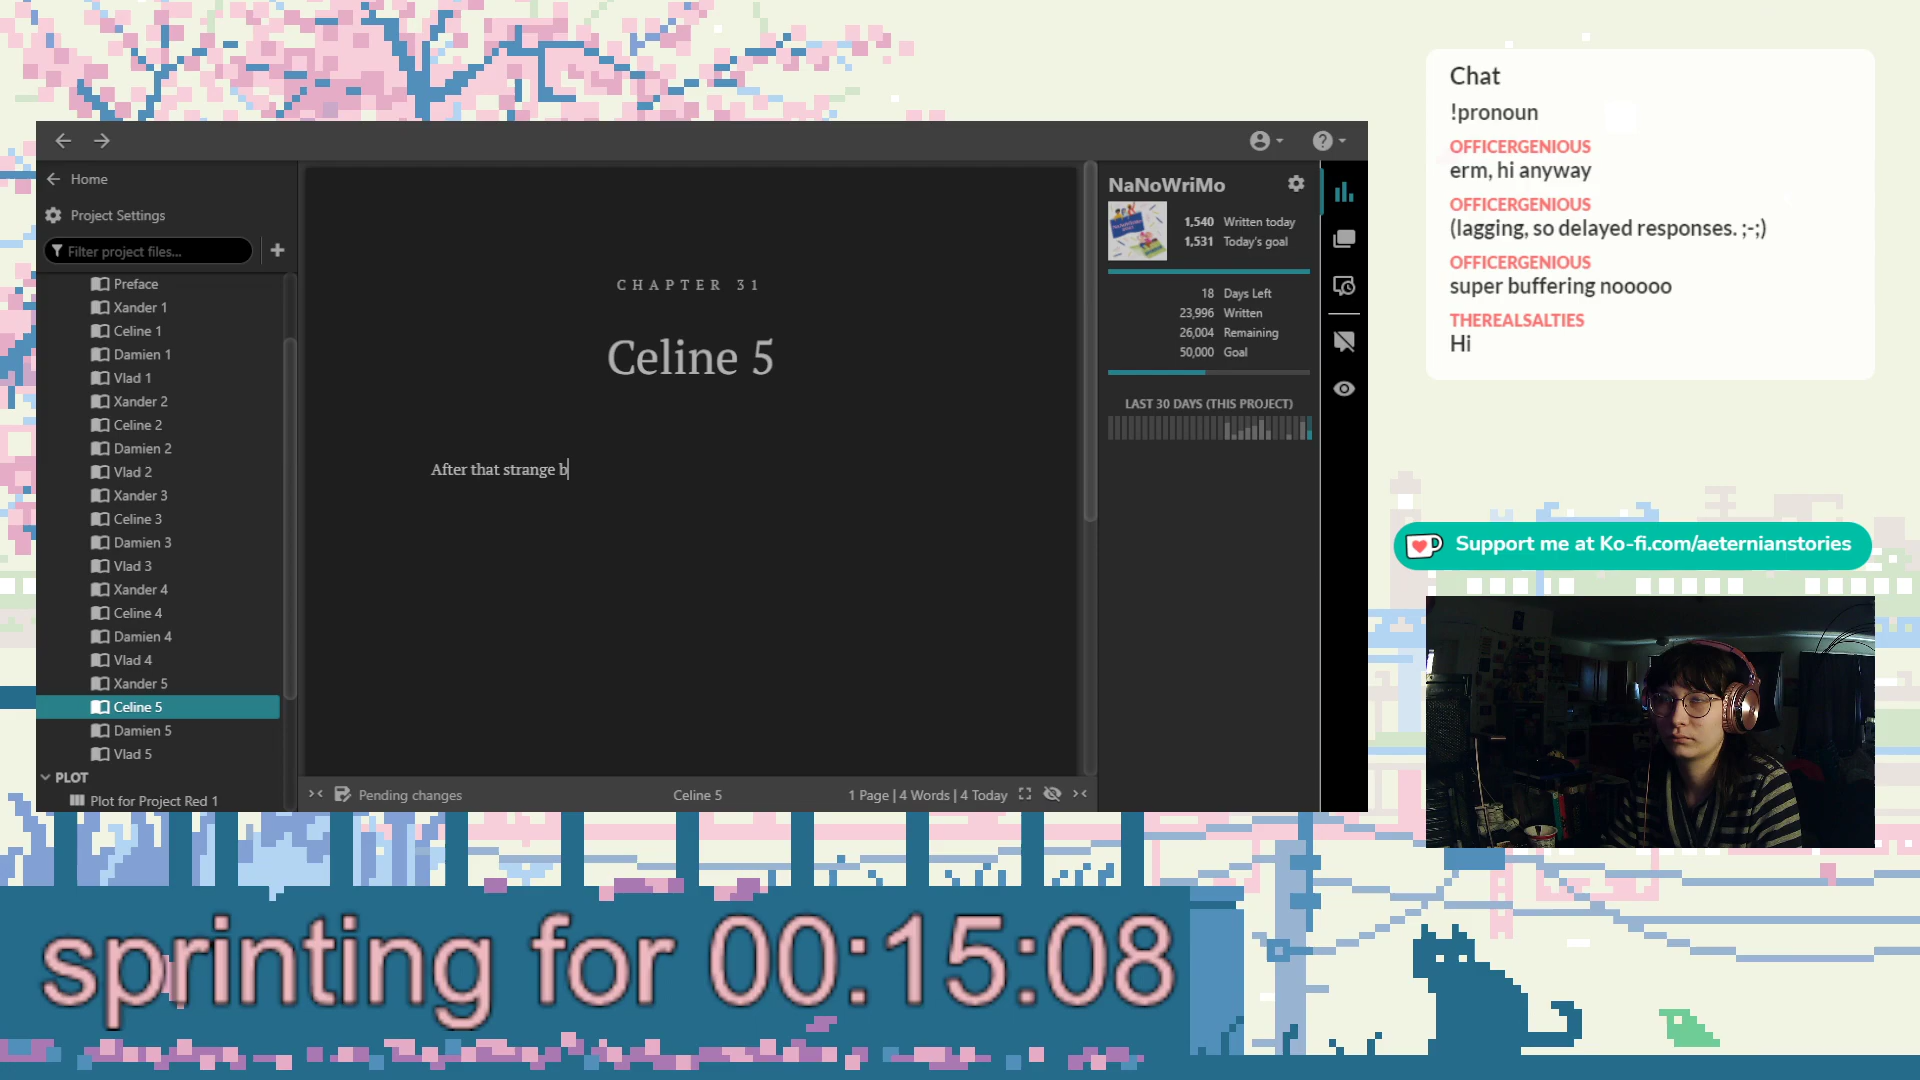 Home
Project Settings
Filter project files...
Preface
Xander 1
Celine 1
Damien 1
Vlad 1
Xander 2
Celine 2
Damien 2
Vlad 2
Xander 3
Celine 3
Damien 3
Vlad 3
Xander 4
Celine 4
Damien 4
Vlad 4
Xander 5
Celine 5
Damien 5
Vlad 5
PLOT
Plot for Project Red 1
CHAPTER 31
Celine 5
After that strange b
Pending changes
Celine 5
1 Page | 4 Words | 4 Today
NaNoWriMo
1,540 Written today
1,531 Today's goal
18 Days Left
23,996 Written
26,004 Remaining
50,000 Goal
LAST 30 DAYS (THIS PROJECT)
Chat
!pronoun
OFFICERGENIOUS
erm, hi anyway
OFFICERGENIOUS
(lagging, so delayed responses. ;-;)
OFFICERGENIOUS
super buffering nooooo
THEREALSALTIES
Hi
Support me at Ko-fi.com/aeternianstories
sprinting for 00:15:08